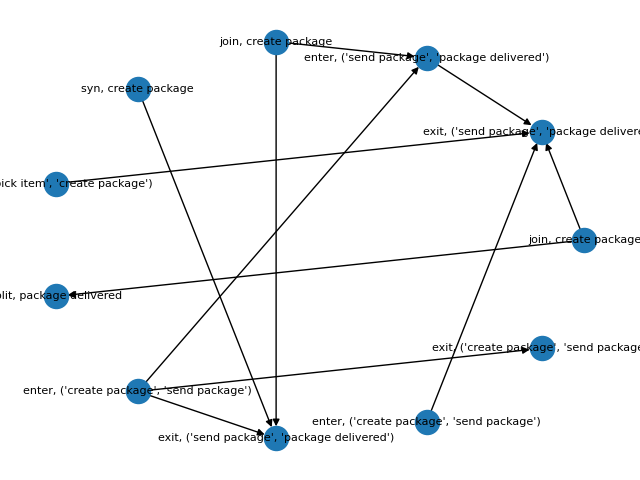 join, create package
enter, ('send package', 'package delivered')
syn, create package
exit, ('send package', 'package delivere
item', 'create package')
join, create package
package delivered
exit, ('create package', 'send package
enter, ('create package', 'send package')
enter, ('create package', 'send package')
exit, ('send package', 'package delivered')